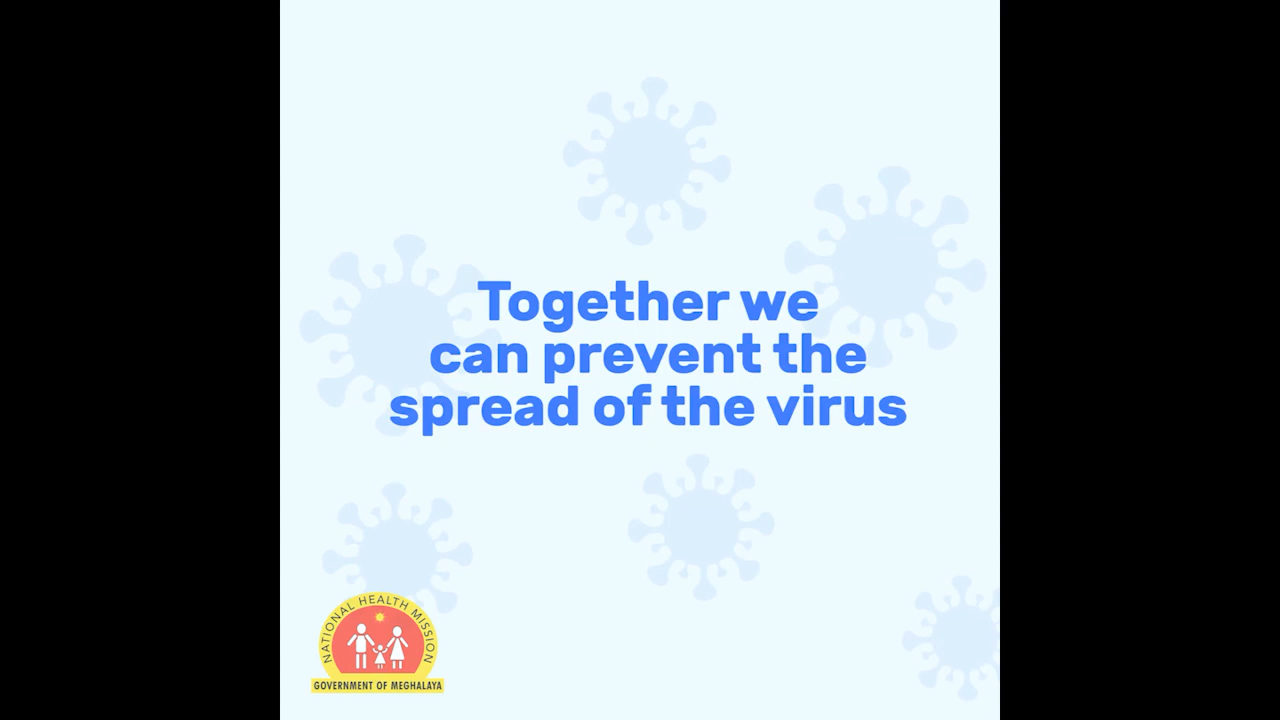 Together we
can prevent the
spread of the virus
NATIONAL HEALTH MISSION
GOVERNMENT OF MEGHALAYA